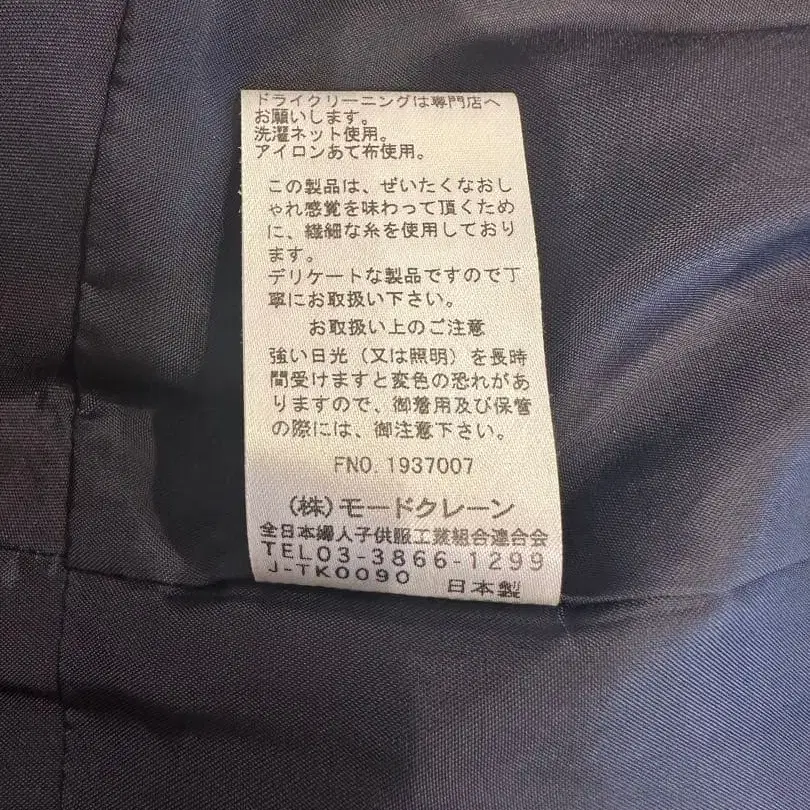 ドライクリーニングは専門店へ
お願いします。
洗濯ネット使用。
アイロンあて布使用。
この製品は、ぜいたくなおし
ゃれ感覚を味わって頂くため
に、繊細な糸を使用しており
ます。
デリケートな製品ですので丁
寧にお取扱い下さい。
お取扱い上のご注意
強い日光（又は照明）を長時
間受けますと変色の恐れがあ
りますので、御着用及び保管
の際には、御注意下さい。
FNO.1937007
（株）モードクレーン
全日本婦人子供服工業組合連合会
TEL03-3866-1299
J-TK0090 日本製